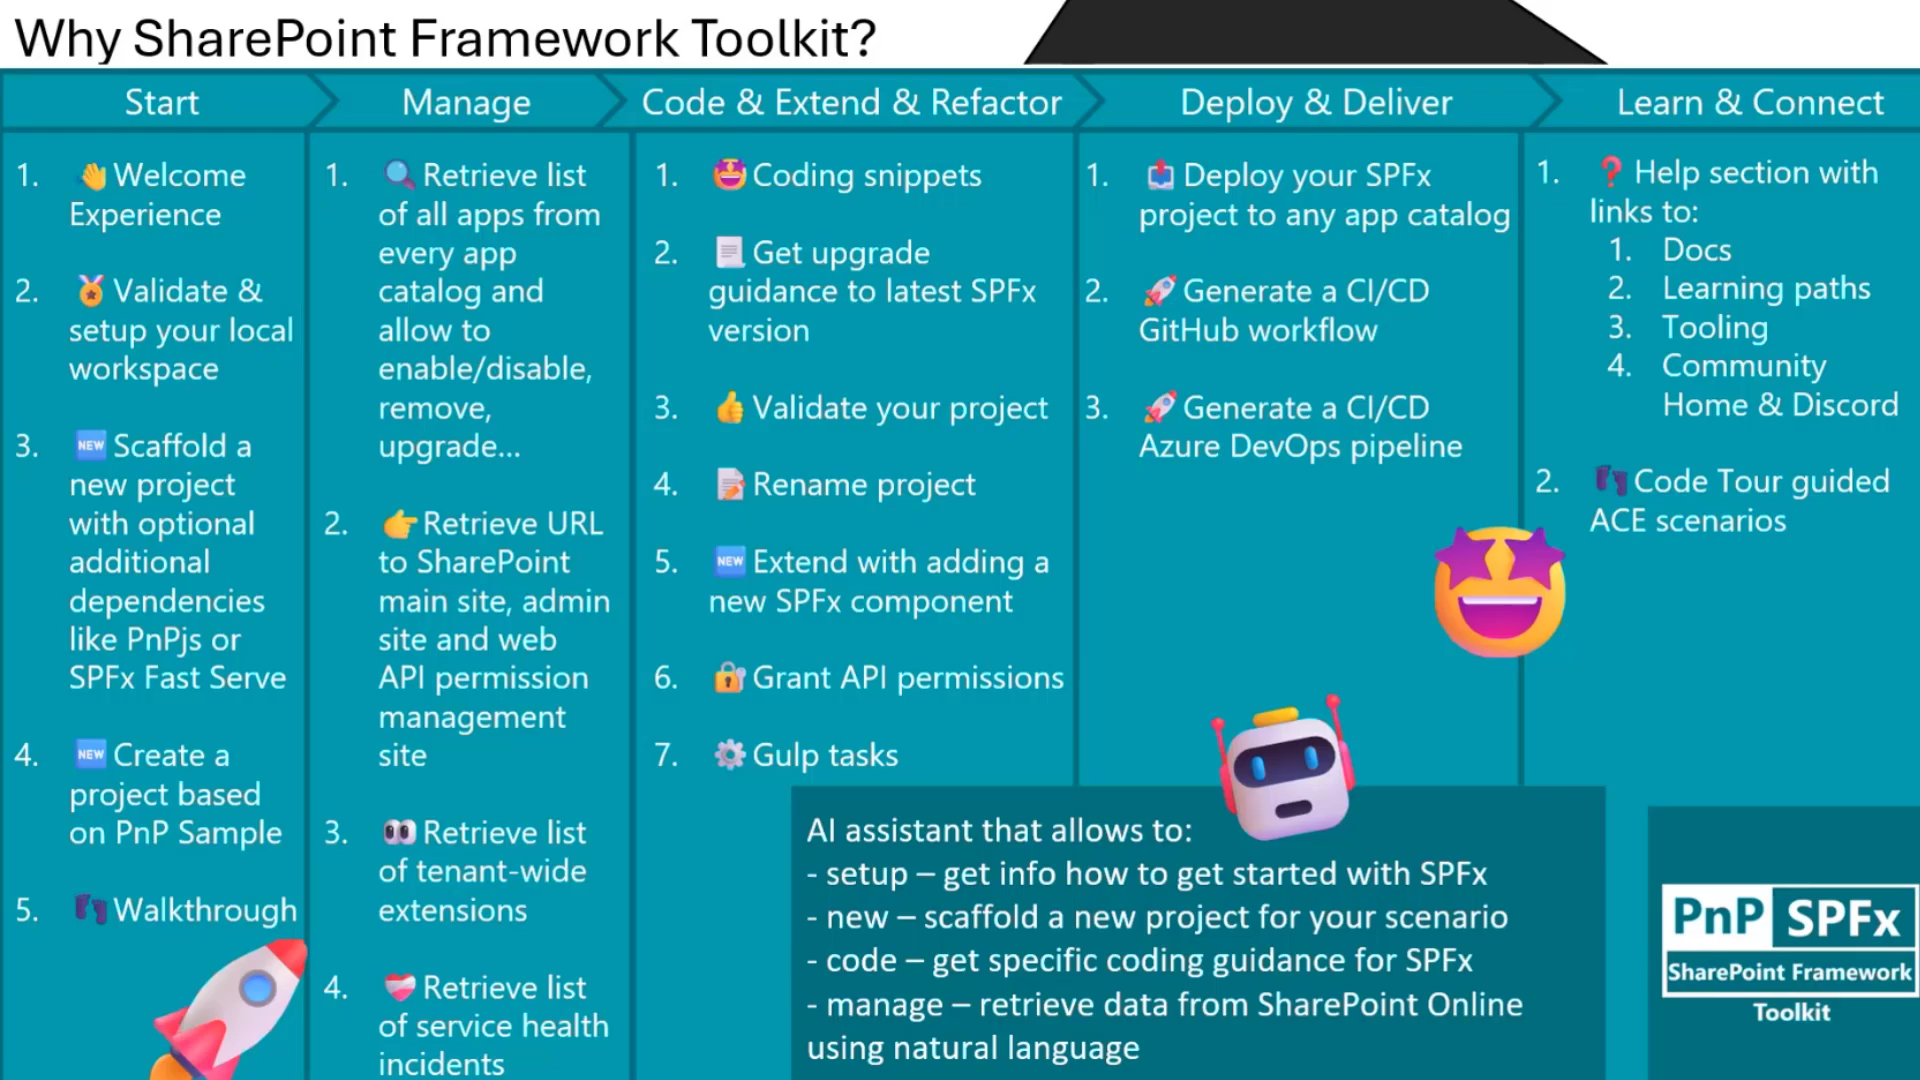 Why SharePoint Framework Toolkit?
Start
Manage
Code & Extend & Refactor
Deploy & Deliver
Learn & Connect
1. Welcome
Experience
2. Validate &
setup your local
workspace
3. NEW Scaffold a
new project
with optional
additional
dependencies
like PnPjs or
SPFx Fast Serve
4. NEW Create a
project based
on PnP Sample
5. Walkthrough
1. Retrieve list
of all apps from
every app
catalog and
allow to
enable/disable,
remove,
upgrade...
2. Retrieve URL
to SharePoint
main site, admin
site and web
API permission
management
site
3. Retrieve list
of tenant-wide
extensions
4. Retrieve list
of service health
incidents
1. Coding snippets
2. Get upgrade
guidance to latest SPFx
version
3. Validate your project
4. Rename project
5. NEW Extend with adding a
new SPFx component
6. Grant API permissions
7. Gulp tasks
1. Deploy your SPFx
project to any app catalog
2. Generate a CI/CD
GitHub workflow
3. Generate a CI/CD
Azure DevOps pipeline
1. ❓ Help section with
links to:
1. Docs
2. Learning paths
3. Tooling
4. Community
Home & Discord
2. Code Tour guided
ACE scenarios
AI assistant that allows to:
- setup – get info how to get started with SPFx
- new – scaffold a new project for your scenario
- code – get specific coding guidance for SPFx
- manage – retrieve data from SharePoint Online
using natural language
PnP SPFx
SharePoint Framework
Toolkit